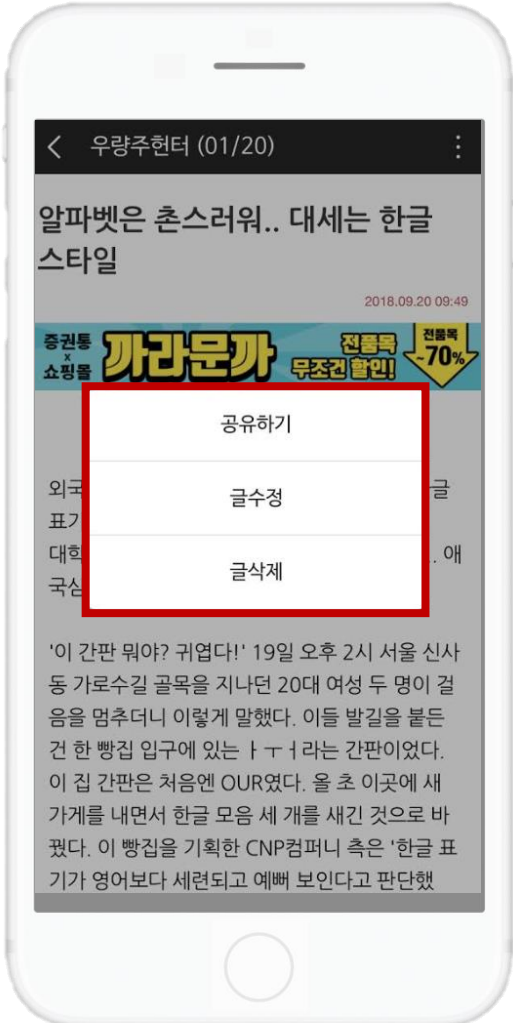 우량주헌터 (01/20)
알파벳은 촌스러워.. 대세는 한글
스타일
2018.09.20 09:49
증권통
x
쇼핑몰
까라문까
전품목
무조건 할인!
전품목
~70%
공유하기
외국
글
표기
글수정
대학
. 애
글삭제
국심
'이 간판 뭐야? 귀엽다!' 19일 오후 2시 서울 신사
동 가로수길 골목을 지나던 20대 여성 두 명이 걸
음을 멈추더니 이렇게 말했다. 이들 발길을 붙든
건 한 빵집 입구에 있는 ㅏㅜㅓ라는 간판이었다.
이 집 간판은 처음엔 OUR였다. 올 초 이곳에 새
가게를 내면서 한글 모음 세 개를 새긴 것으로 바
꿨다. 이 빵집을 기획한 CNP컴퍼니 측은 '한글 표
기가 영어보다 세련되고 예뻐 보인다고 판단했